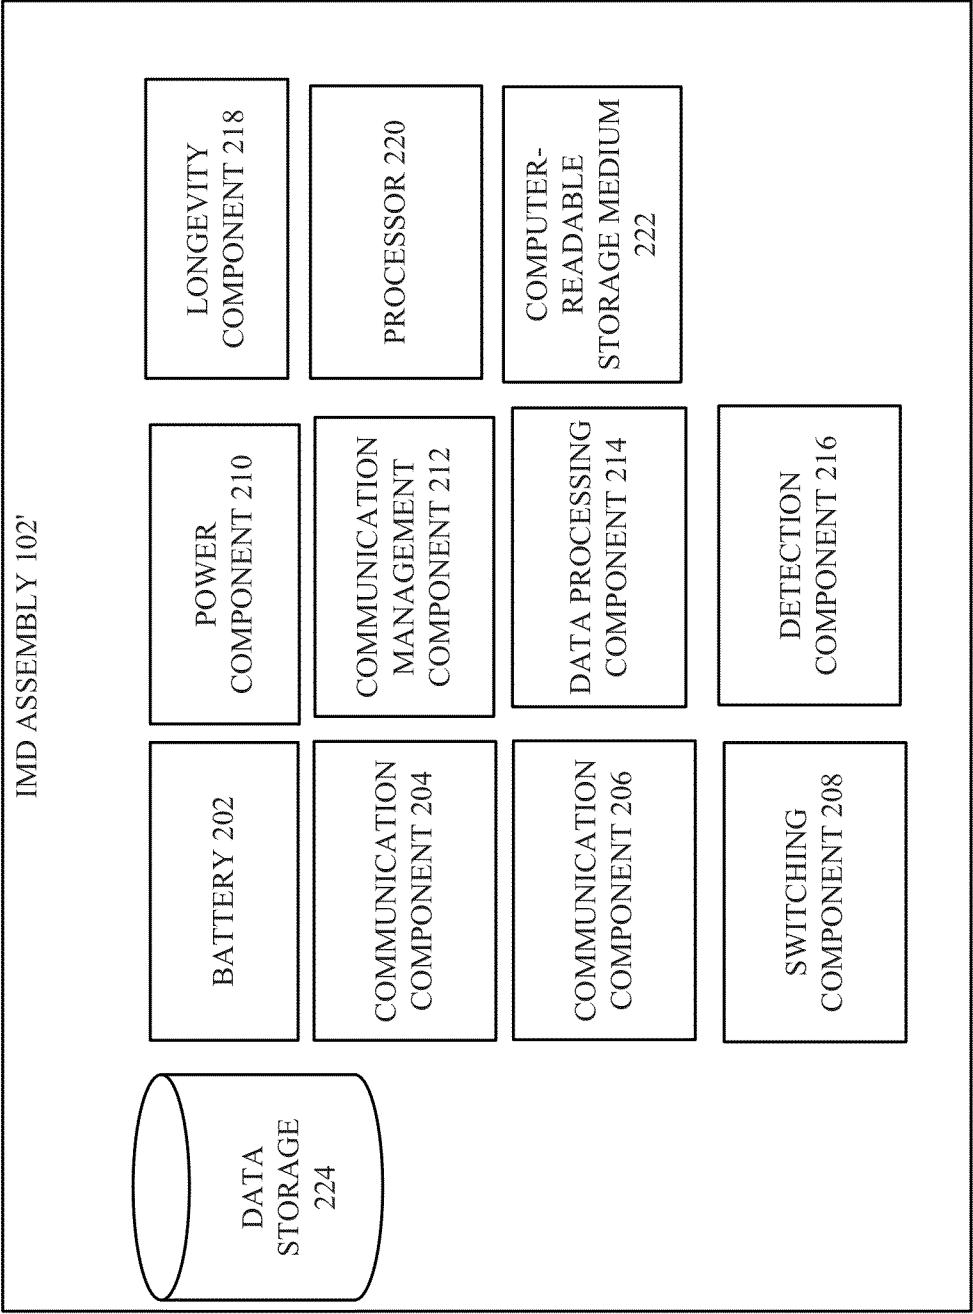 IMD ASSEMBLY 102'
DATA
STORAGE
224
BATTERY 202
COMMUNICATION
COMPONENT 204
COMMUNICATION
COMPONENT 206
SWITCHING
COMPONENT 208
POWER
COMPONENT 210
COMMUNICATION
MANAGEMENT
COMPONENT 212
DATA PROCESSING
COMPONENT 214
DETECTION
COMPONENT 216
LONGEVITY
COMPONENT 218
PROCESSOR 220
COMPUTER-
READABLE
STORAGE MEDIUM
222